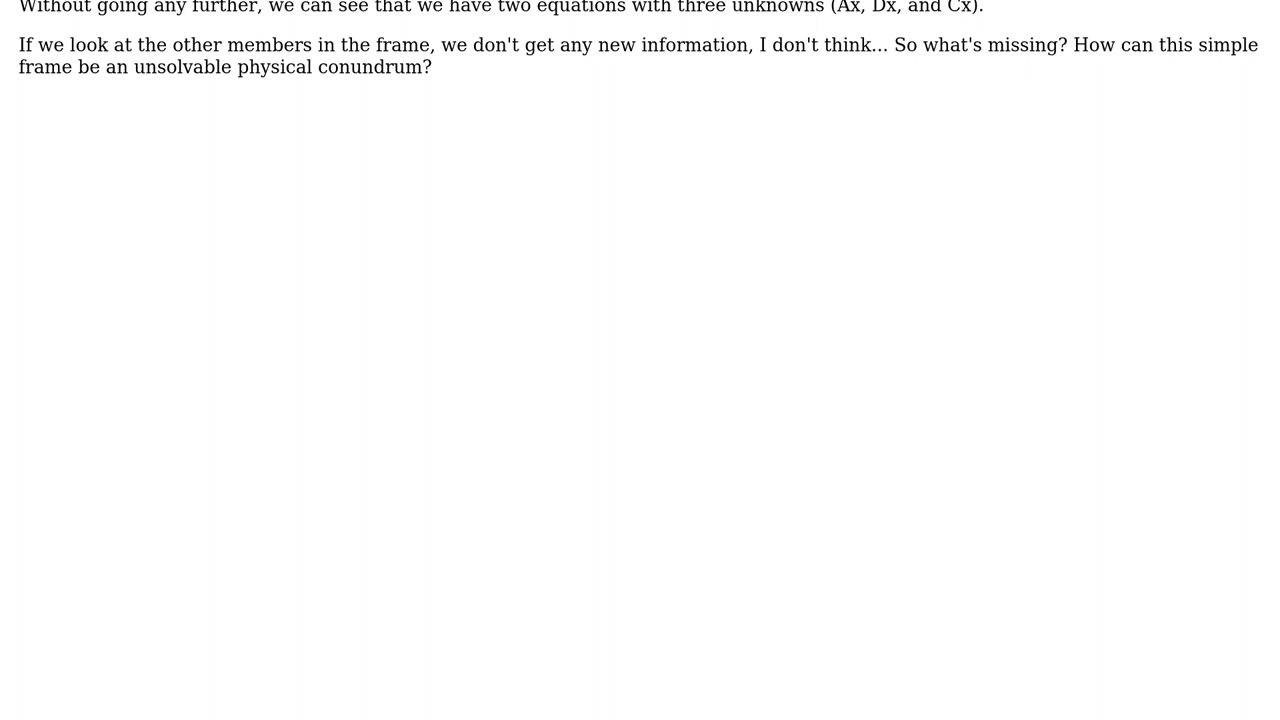 Without going any further, we can see that we have two equations with three unknowns (Ax, Dx, and Cx).
If we look at the other members in the frame, we don't get any new information, I don't think... So what's missing? How can this simple
frame be an unsolvable physical conundrum?